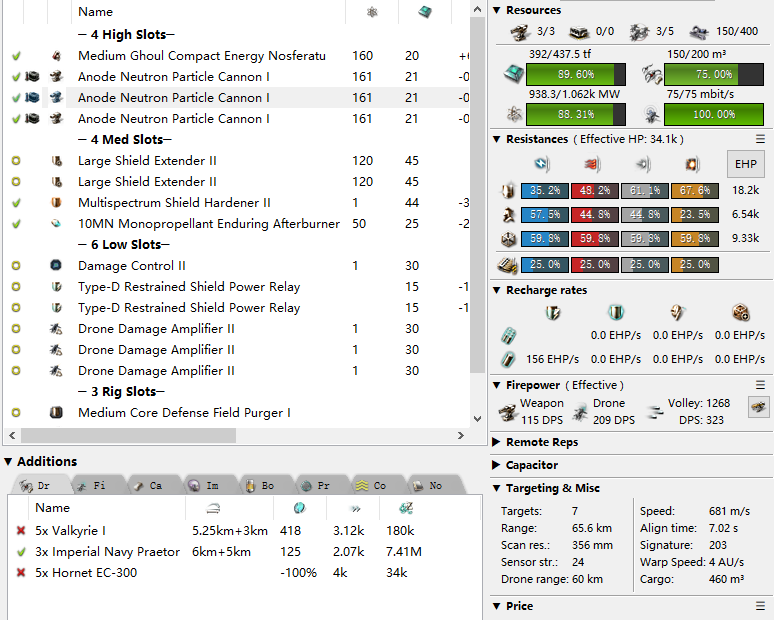 Name
— 4 High Slots—
Medium Ghoul Compact Energy Nosferatu 160 20 +6
Anode Neutron Particle Cannon I 161 21 -0
Anode Neutron Particle Cannon I 161 21 -0
Anode Neutron Particle Cannon I 161 21 -0
— 4 Med Slots—
Large Shield Extender II 120 45
Large Shield Extender II 120 45
Multispectrum Shield Hardener II 1 44 -3
10MN Monopropellant Enduring Afterburner 50 25 -2
— 6 Low Slots—
Damage Control II 1 30
Type-D Restrained Shield Power Relay 15 -1
Type-D Restrained Shield Power Relay 15 -1
Drone Damage Amplifier II 1 30
Drone Damage Amplifier II 1 30
Drone Damage Amplifier II 1 30
— 3 Rig Slots—
Medium Core Defense Field Purger I
Additions
Dr Fi Ca Im Bo Pr Co No
Name
5x Valkyrie I 5.25km+3km 418 3.12k 180k
3x Imperial Navy Praetor 6km+5km 125 2.07k 7.41M
5x Hornet EC-300 -100% 4k 34k
Resources
3/3 0/0 3/5 150/400
392/437.5 tf 150/200 m³
89.60% 75.00%
938.3/1.062k MW 75/75 mbit/s
88.31% 100.00%
Resistances ( Effective HP: 34.1k )
EHP
35.2% 48.2% 61.1% 67.6% 18.2k
57.5% 44.8% 44.8% 23.5% 6.54k
59.8% 59.8% 59.8% 59.8% 9.33k
25.0% 25.0% 25.0% 25.0%
Recharge rates
0.0 EHP/s 0.0 EHP/s 0.0 EHP/s
156 EHP/s 0.0 EHP/s 0.0 EHP/s 0.0 EHP/s
Firepower ( Effective )
Weapon Drone Volley: 1268
115 DPS 209 DPS DPS: 323
Remote Reps
Capacitor
Targeting & Misc
Targets: 7 Speed: 681 m/s
Range: 65.6 km Align time: 7.02 s
Scan res.: 356 mm Signature: 203
Sensor str.: 24 Warp Speed: 4 AU/s
Drone range: 60 km Cargo: 460 m³
Price